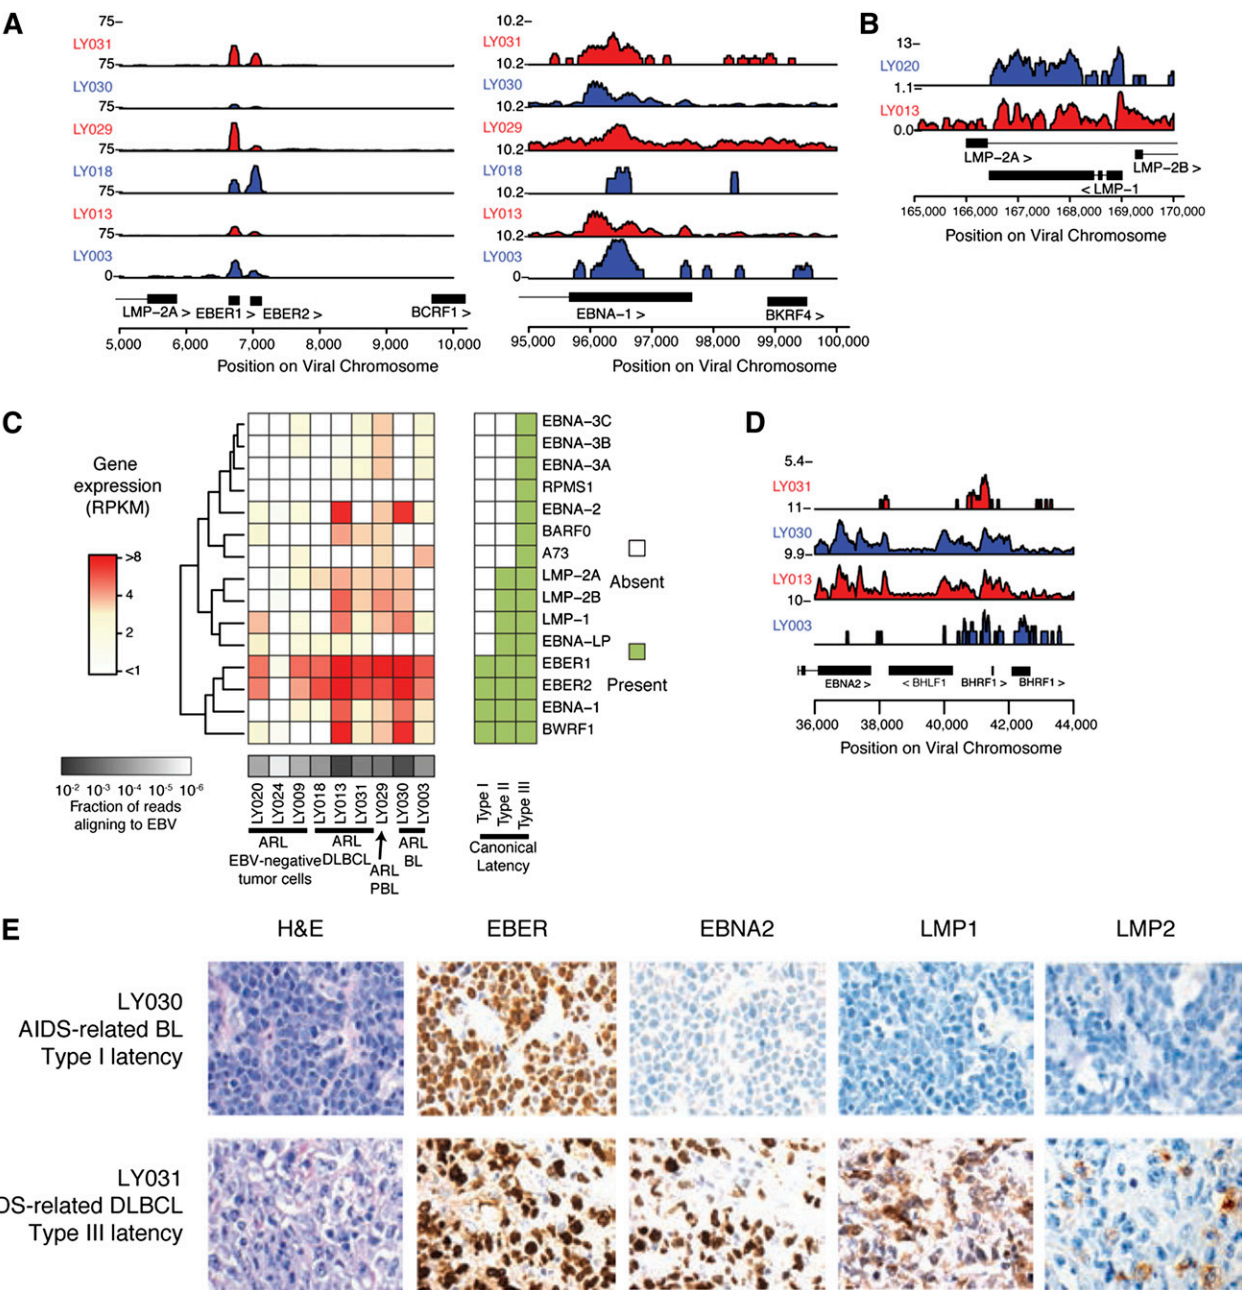 A
75
LY031
75
LY030
75
LY029
75
LY018
75
LY013
75
LY003
0
LMP-2A > EBER1 > EBER2 > BCRF1 >
5,000 6,000 7,000 8,000 9,000 10,000
Position on Viral Chromosome
10.2
LY031
10.2
LY030
10.2
LY029
10.2
LY018
10.2
LY013
10.2
LY003
0
EBNA-1 > BKRF4 >
95,000 96,000 97,000 98,000 99,000 100,000
Position on Viral Chromosome
B
13
LY020
1.1
LY013
0.0
LMP-2A >
LMP-2B >
< LMP-1
165,000 166,000 167,000 168,000 169,000 170,000
Position on Viral Chromosome
C
Gene
expression
(RPKM)
>8
4
2
<1
EBNA-3C
EBNA-3B
EBNA-3A
RPMS1
EBNA-2
BARF0
A73
LMP-2A
LMP-2B
LMP-1
EBNA-LP
EBER1
EBER2
EBNA-1
BWRF1
Absent
Present
10-2 10-3 10-4 10-5 10-6
Fraction of reads
aligning to EBV
LY020 LY024 LY009 LY018 LY013 LY031 LY029 LY030 LY003
ARL
EBV-negative
tumor cells
ARL
DLBCL
ARL
PBL
ARL
BL
Type I Type II Type III
Canonical
Latency
D
5.4
LY031
11
LY030
9.9
LY013
10
LY003
EBNA2 > < BHLF1 BHRF1 > BHRF1 >
36,000 38,000 40,000 42,000 44,000
Position on Viral Chromosome
E
H&E EBER EBNA2 LMP1 LMP2
LY030
AIDS-related BL
Type I latency
LY031
DS-related DLBCL
Type III latency